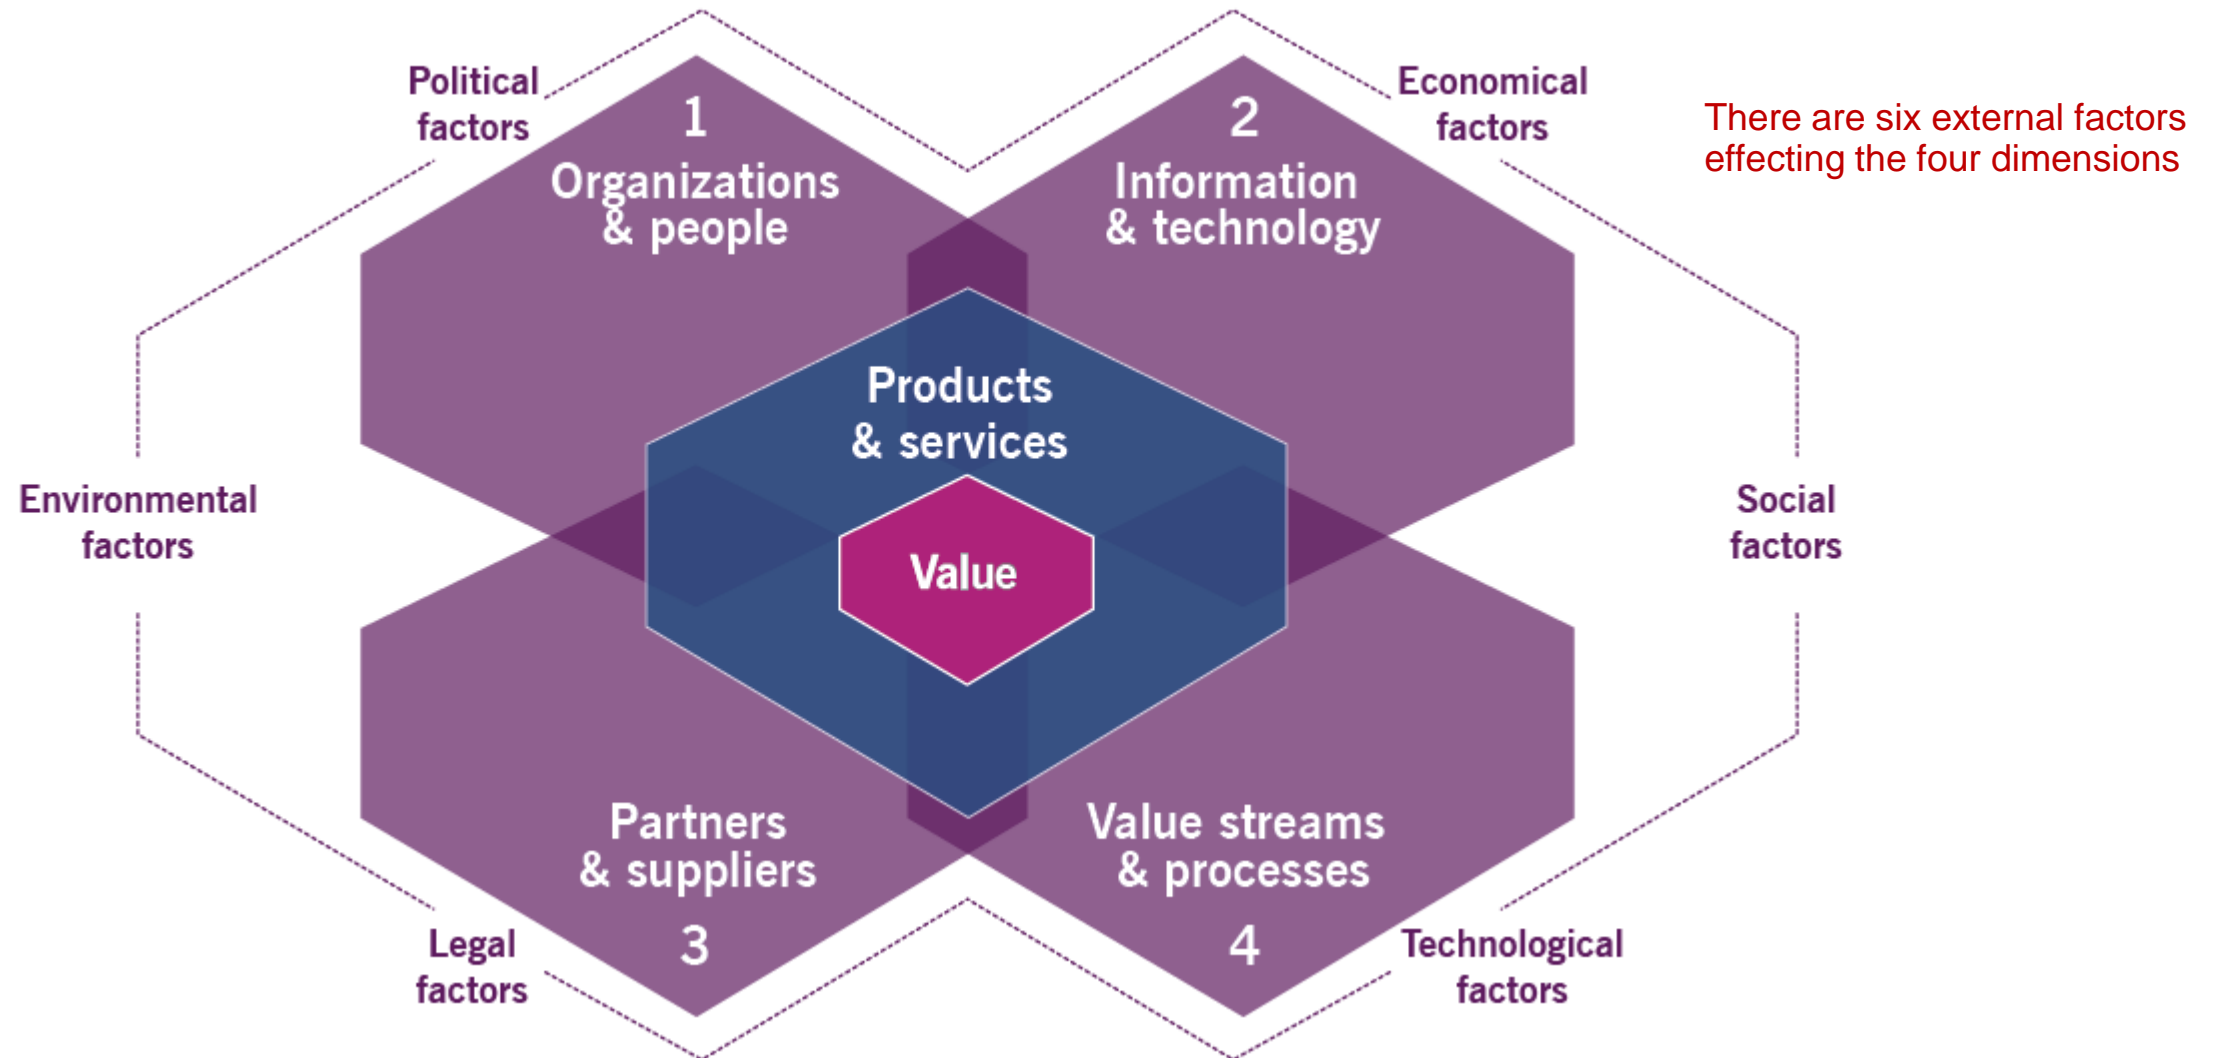 Political
factors
1
Organizations
& people
2
Information
& technology
Economical
factors
There are six external factors
effecting the four dimensions
Products
& services
Value
Environmental
factors
Social
factors
Partners
& suppliers
3
Value streams
& processes
4
Legal
factors
Technological
factors